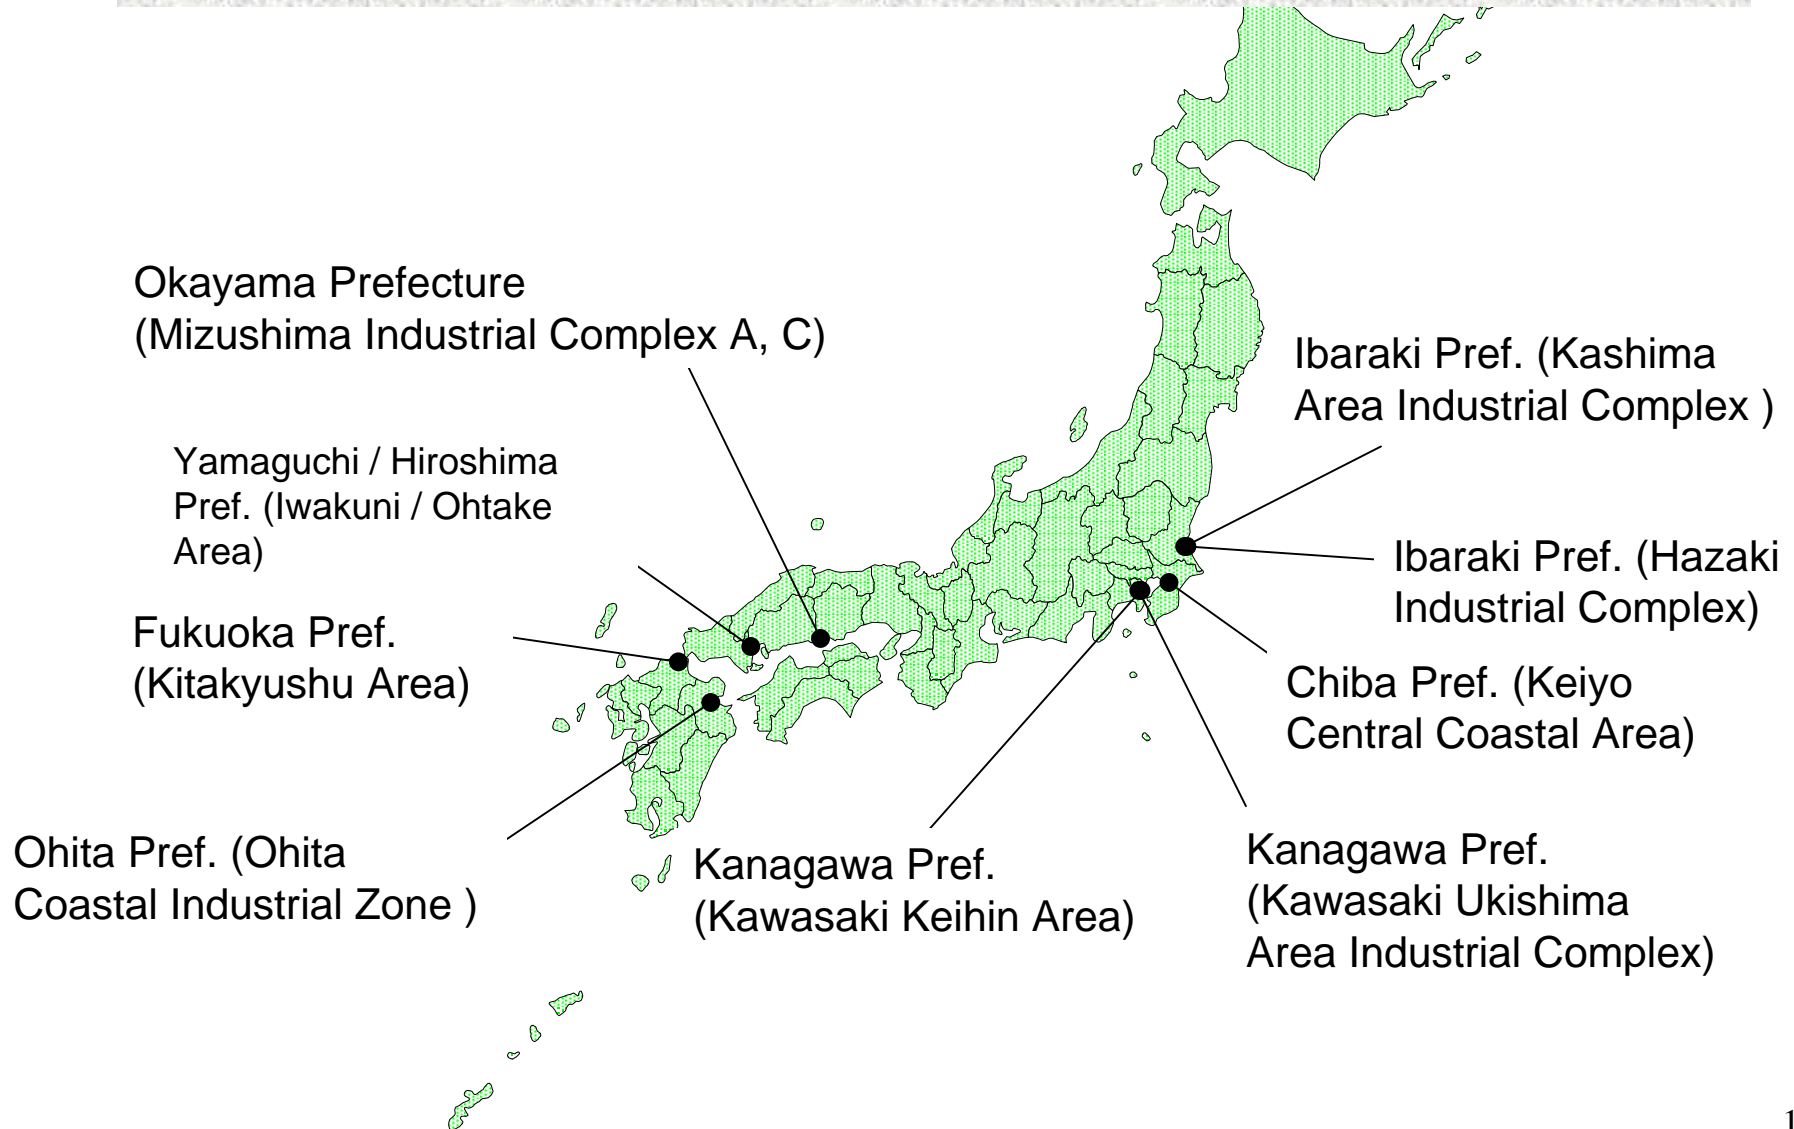 Okayama Prefecture
(Mizushima Industrial Complex A, C)
Ibaraki Pref. (Kashima
Area Industrial Complex )
Yamaguchi / Hiroshima
Pref. (Iwakuni / Ohtake
Area)
Ibaraki Pref. (Hazaki
Industrial Complex)
Fukuoka Pref.
(Kitakyushu Area)
Chiba Pref. (Keiyo
Central Coastal Area)
Ohita Pref. (Ohita
Coastal Industrial Zone )
Kanagawa Pref.
(Kawasaki Keihin Area)
Kanagawa Pref.
(Kawasaki Ukishima
Area Industrial Complex)
1